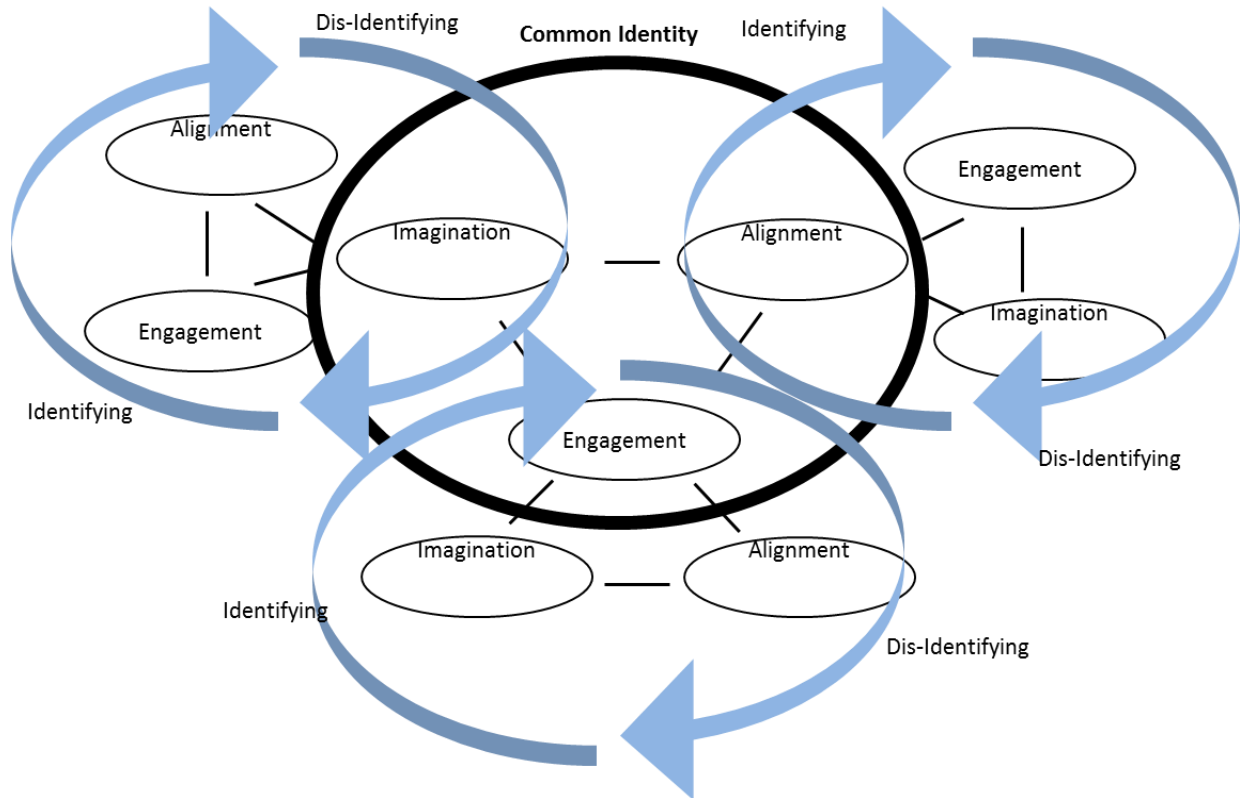 Dis-Identifying
Common Identity
Identifying
Alignment
Engagement
Imagination
Alignment
Imagination
Engagement
Identifying
Engagement
Dis-Identifying
Imagination
Alignment
Identifying
Dis-Identifying